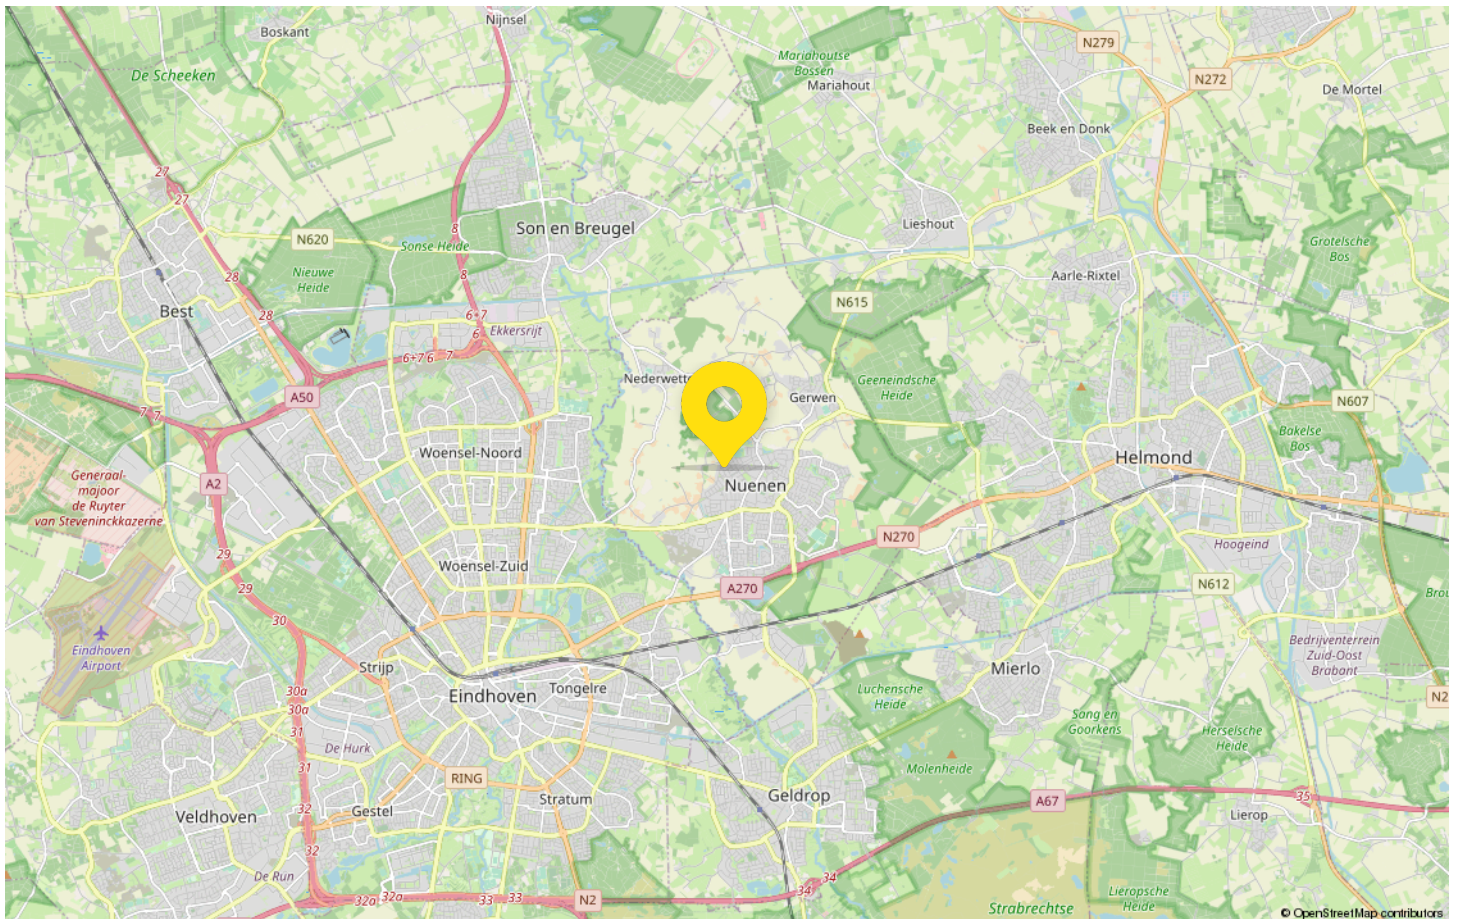 Nijnsel
Boskant
N279
Mariahoutse
Bossen
De Scheeken
N272
Mariahout
De Mortel
Beek en Donk
27
27
Lieshout
8
Son en Breugel
N620
Sonse Heide
Grotelsche
Bos
Nieuwe
Heide
28
8
Aarle-Rixtel
N615
Best
28
6+7
Ekkersrijt
6
6+7 6
7
Nederwette
Geeneindsche
Heide
A50
Gerwen
N607
7
7
Bakelse
Bos
Woensel-Noord
Helmond
Generaal-
majoor
de Ruyter
van Steveninckkazerne
A2
Nuenen
N270
Hoogeind
29
Woensel-Zuid
29
A270
N612
Brou
30
Eindhoven
Airport
Bedrijventerrein
Zuid-Oost
Brabant
Strijp
Mierlo
Tongelre
Eindhoven
30a
30a
Luchensche
Heide
N2
31
Sang en
Goorkens
Herselsche
Heide
De Hurk
31
RING
Molenheide
Geldrop
Stratum
A67
35
32
Gestel
Veldhoven
Lierop
32
De Run
34
34
32a
32a
33
33
N2
Lieropsche
Heide
Strabrechtse
© OpenStreetMap contributors